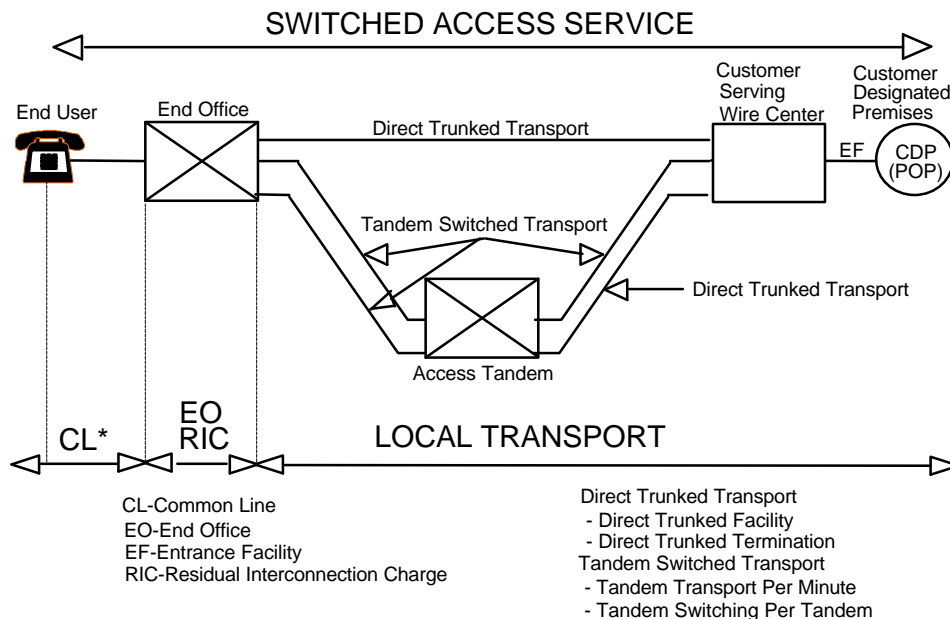 SWITCHED ACCESS SERVICE
End User
End Office
Direct Trunked Transport
Customer
Serving
Wire Center
Customer
Designated
Premises
EF
CDP
(POP)
Tandem Switched Transport
Direct Trunked Transport
Access Tandem
CL*
EO
RIC
LOCAL TRANSPORT
CL-Common Line
EO-End Office
EF-Entrance Facility
RIC-Residual Interconnection Charge
Direct Trunked Transport
- Direct Trunked Facility
- Direct Trunked Termination
Tandem Switched Transport
- Tandem Transport Per Minute
- Tandem Switching Per Tandem